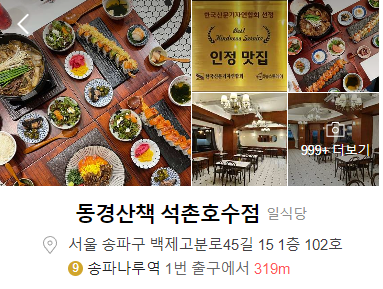 한국신문기자연합회 선정
Best
Kindness Service
인정 맛집
한국신문기자연합회
999+ 더보기
동경산책 석촌호수점 일식당
서울 송파구 백제고분로45길 15 1층 102호
9 송파나루역 1번 출구에서 319m